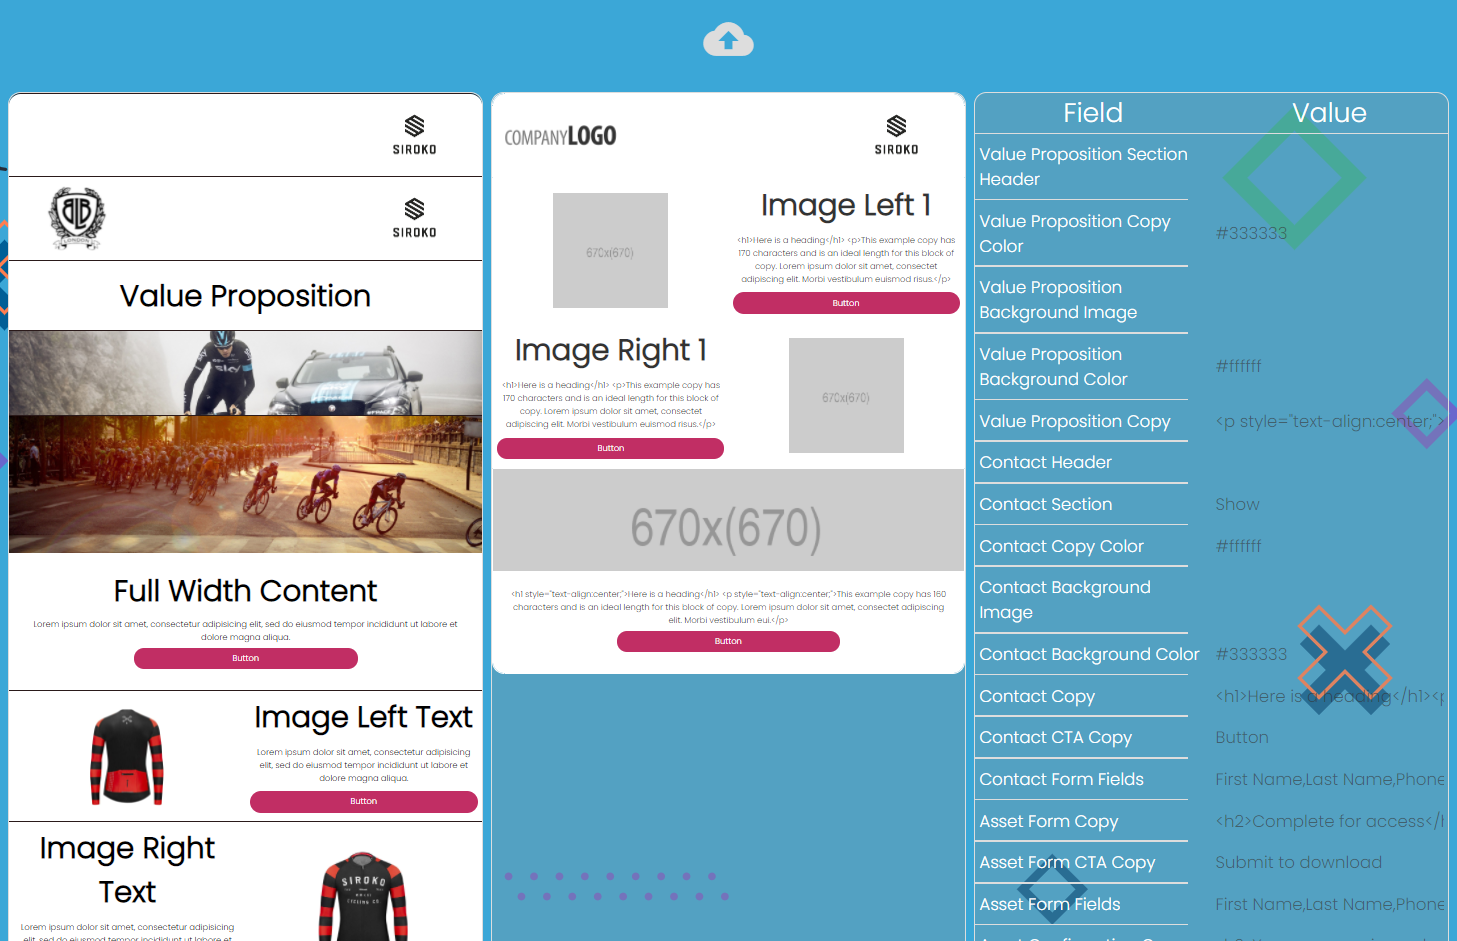 SIROKO
LONDON
SIROKO
Value Proposition
SKY
Full Width Content
Lorem ipsum dolor sit amet, consectetur adipiscing elit, sed do eiusmod tempor incididunt ut labore et
dolore magna aliqua.
Button
Image Left Text
Lorem ipsum dolor sit amet, consectetur adipiscing
elit, sed do eiusmod tempor incididunt ut labore et
dolore magna aliqua.
Button
Image Right
Text
Lorem ipsum dolor sit amet, consectetur adipiscing
elit, sed do eiusmod tempor incididunt ut labore et
SIROKO
CYCLING CO.
COMPANYLOGO
SIROKO
670x(670)
Image Left 1
<h1>Here is a heading</h1> <p>This example copy has
170 characters and is an ideal length for this block of
copy. Lorem ipsum dolor sit amet, consectet
adipiscing elit. Morbi vestibulum euismod risus.</p>
Button
Image Right 1
<h1>Here is a heading</h1> <p>This example copy has
170 characters and is an ideal length for this block of
copy. Lorem ipsum dolor sit amet, consectet
adipiscing elit. Morbi vestibulum euismod risus.</p>
Button
670x(670)
670x(670)
<h1 style="text-align:center;">Here is a heading</h1> <p style="text-align:center;">This example copy has 160
characters and is an ideal length for this block of copy. Lorem ipsum dolor sit amet, consectet adipiscing
elit. Morbi vestibulum eui.</p>
Button
Field Value
Value Proposition Section
Header
Value Proposition Copy
Color
#333333
Value Proposition
Background Image
Value Proposition
Background Color
#ffffff
Value Proposition Copy <p style="text-align:center;">
Contact Header
Contact Section Show
Contact Copy Color #ffffff
Contact Background
Image
Contact Background Color #333333
Contact Copy <h1>Here is a heading</h1><p
Contact CTA Copy Button
Contact Form Fields First Name,Last Name,Phone
Asset Form Copy <h2>Complete for access</h
Asset Form CTA Copy Submit to download
Asset Form Fields First Name,Last Name,Phone